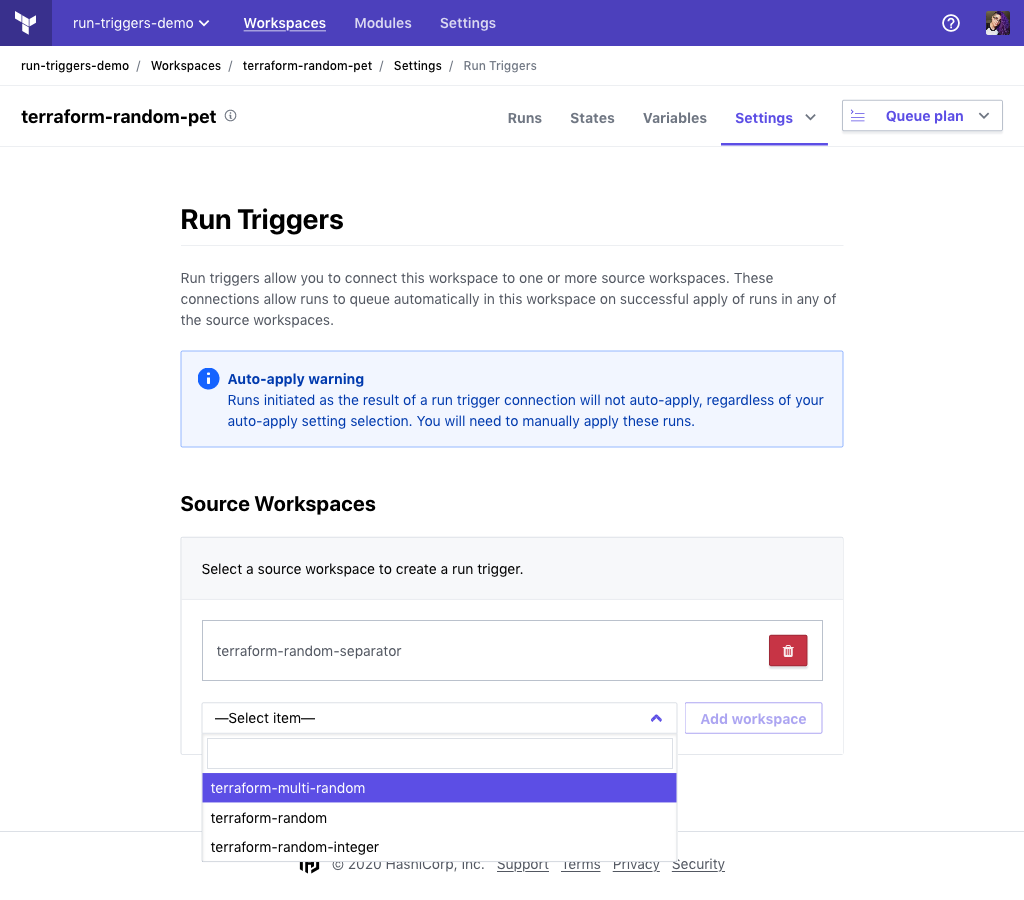 run-triggers-demo Workspaces Modules Settings
run-triggers-demo / Workspaces / terraform-random-pet / Settings / Run Triggers
terraform-random-pet Runs States Variables Settings Queue plan
Run Triggers
Run triggers allow you to connect this workspace to one or more source workspaces. These
connections allow runs to queue automatically in this workspace on successful apply of runs in any of
the source workspaces.
Auto-apply warning
Runs initiated as the result of a run trigger connection will not auto-apply, regardless of your
auto-apply setting selection. You will need to manually apply these runs.
Source Workspaces
Select a source workspace to create a run trigger.
terraform-random-separator
—Select item— Add workspace
terraform-multi-random
terraform-random
terraform-random-integer
© 2020 HashiCorp, Inc. Support Terms Privacy Security